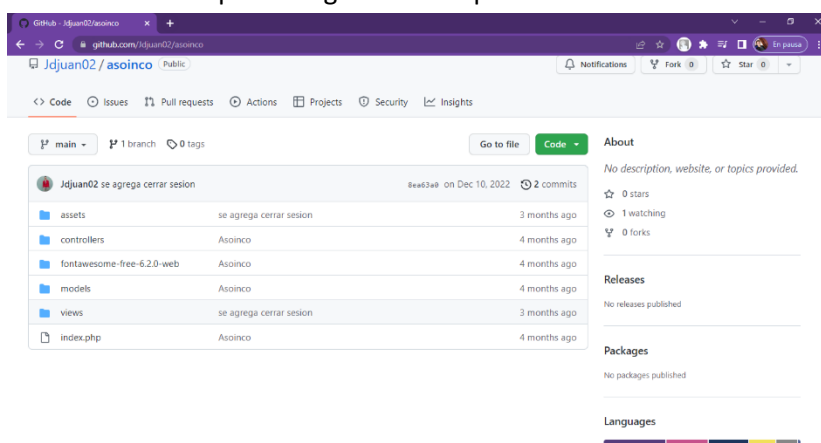 GitHub - Jdjuan02/asoinco
github.com/Jdjuan02/asoinco
En pausa
Jdjuan02 / asoinco Public
Notifications
Fork 0
Star 0
Code
Issues
Pull requests
Actions
Projects
Security
Insights
main
1 branch
0 tags
Go to file
Code
Jdjuan02 se agrega cerrar sesion
8ea63a0 on Dec 10, 2022
2 commits
assets
se agrega cerrar sesion
3 months ago
controllers
Asoinco
4 months ago
fontawesome-free-6.2.0-web
Asoinco
4 months ago
models
Asoinco
4 months ago
views
se agrega cerrar sesion
3 months ago
index.php
Asoinco
4 months ago
About
No description, website, or topics provided.
0 stars
1 watching
0 forks
Releases
No releases published
Packages
No packages published
Languages